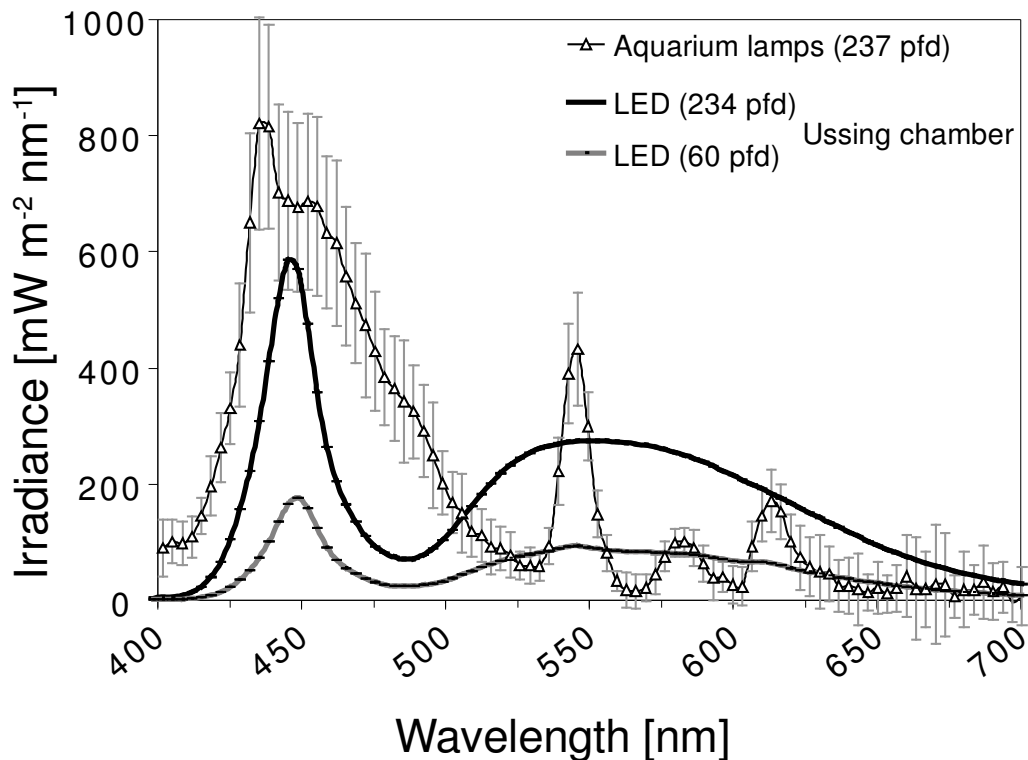 1000
800
600
400
200
0
Irradiance [mW m-2 nm-1]
Aquarium lamps (237 pfd)
LED (234 pfd)
Ussing chamber
LED (60 pfd)
400
450
500
550
600
650
700
Wavelength [nm]